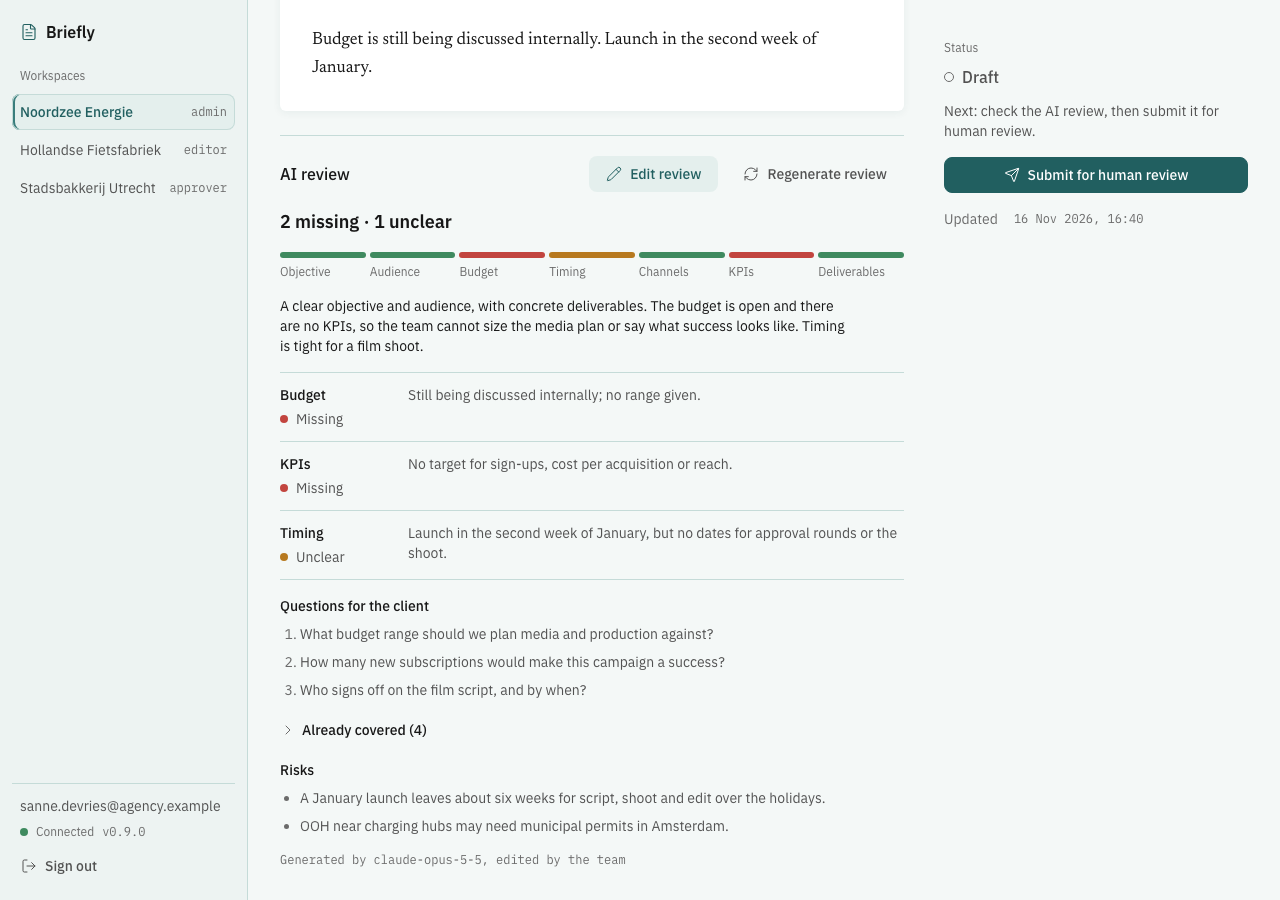 Briefly
Workspaces
Noordzee Energie admin
Hollandse Fietsfabriek editor
Stadsbakkerij Utrecht approver
sanne.devries@agency.example
Connected v0.9.0
Sign out
Budget is still being discussed internally. Launch in the second week of
January.
AI review
Edit review
Regenerate review
2 missing · 1 unclear
Objective Audience Budget Timing Channels KPIs Deliverables
A clear objective and audience, with concrete deliverables. The budget is open and there
are no KPIs, so the team cannot size the media plan or say what success looks like. Timing
is tight for a film shoot.
Budget
Missing
Still being discussed internally; no range given.
KPIs
Missing
No target for sign-ups, cost per acquisition or reach.
Timing
Unclear
Launch in the second week of January, but no dates for approval rounds or the
shoot.
Questions for the client
1. What budget range should we plan media and production against?
2. How many new subscriptions would make this campaign a success?
3. Who signs off on the film script, and by when?
Already covered (4)
Risks
• A January launch leaves about six weeks for script, shoot and edit over the holidays.
• OOH near charging hubs may need municipal permits in Amsterdam.
Generated by claude-opus-5-5, edited by the team
Status
Draft
Next: check the AI review, then submit it for
human review.
Submit for human review
Updated 16 Nov 2026, 16:40